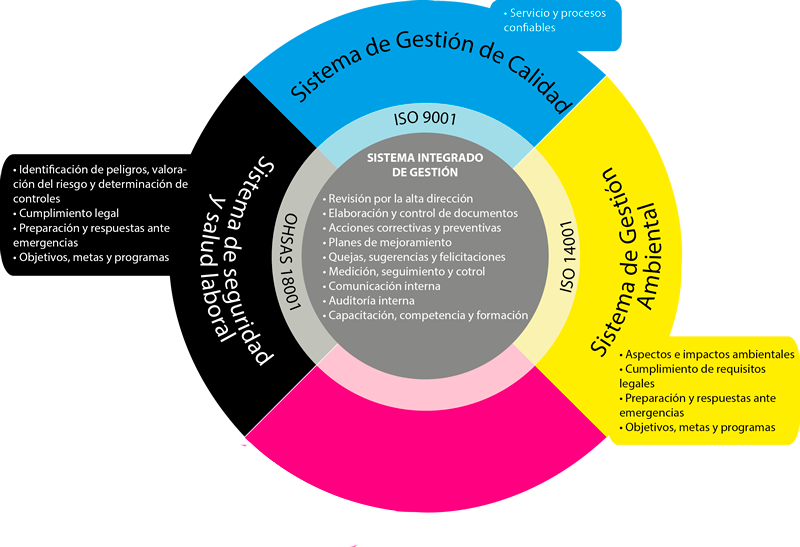 • Servicio y procesos
confiables
Sistema de Gestión de Calidad
ISO 9001
SISTEMA INTEGRADO
DE GESTIÓN
• Revisión por la alta dirección
• Elaboración y control de documentos
• Acciones correctivas y preventivas
• Planes de mejoramiento
• Quejas, sugerencias y felicitaciones
• Medición, seguimiento y cotrol
• Comunicación interna
• Auditoría interna
• Capacitación, competencia y formación
• Identificación de peligros, valora-
ción del riesgo y determinación de
controles
• Cumplimiento legal
• Preparación y respuestas ante
emergencias
• Objetivos, metas y programas
Sistema de seguridad
y salud laboral
OHSAS 18001
ISO 14001
Sistema de Gestión
Ambiental
• Aspectos e impactos ambientales
• Cumplimiento de requisitos
legales
• Preparación y respuestas ante
emergencias
• Objetivos, metas y programas